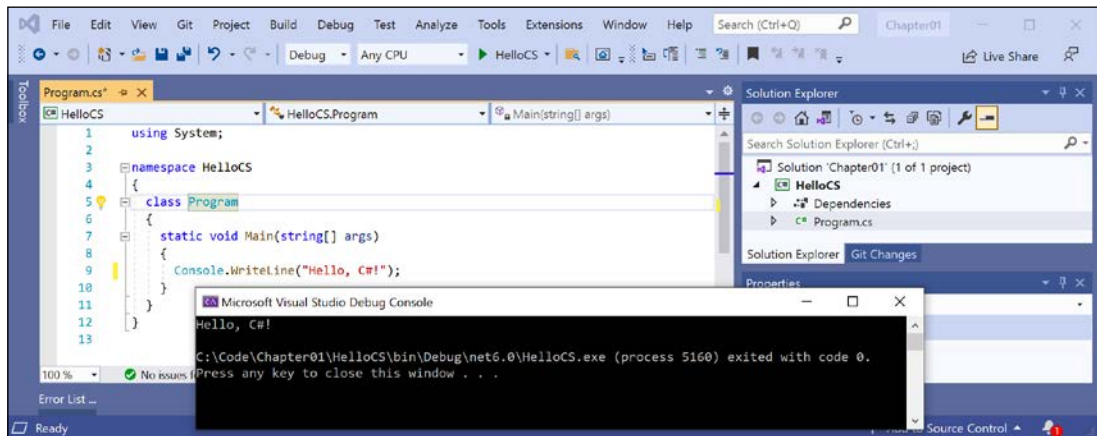 File Edit View Git Project Build Debug Test Analyze Tools Extensions Window Help Search (Ctrl+Q) Chapter01
Debug Any CPU HelloCS Live Share
Toolbox
Program.cs*
HelloCS HelloCS.Program Main(string[] args)
1 using System;
2
3 namespace HelloCS
4 {
5 class Program
6 {
7 static void Main(string[] args)
8 {
9 Console.WriteLine("Hello, C#!");
10 }
11 }
12 }
13
100 % No issues
Error List ...
Ready
Solution Explorer
Search Solution Explorer (Ctrl+;)
Solution 'Chapter01' (1 of 1 project)
C# HelloCS
Dependencies
C# Program.cs
Solution Explorer Git Changes
Properties
Microsoft Visual Studio Debug Console
Hello, C#!
C:\Code\Chapter01\HelloCS\bin\Debug\net6.0\HelloCS.exe (process 5160) exited with code 0.
Press any key to close this window . . .
Source Control
1